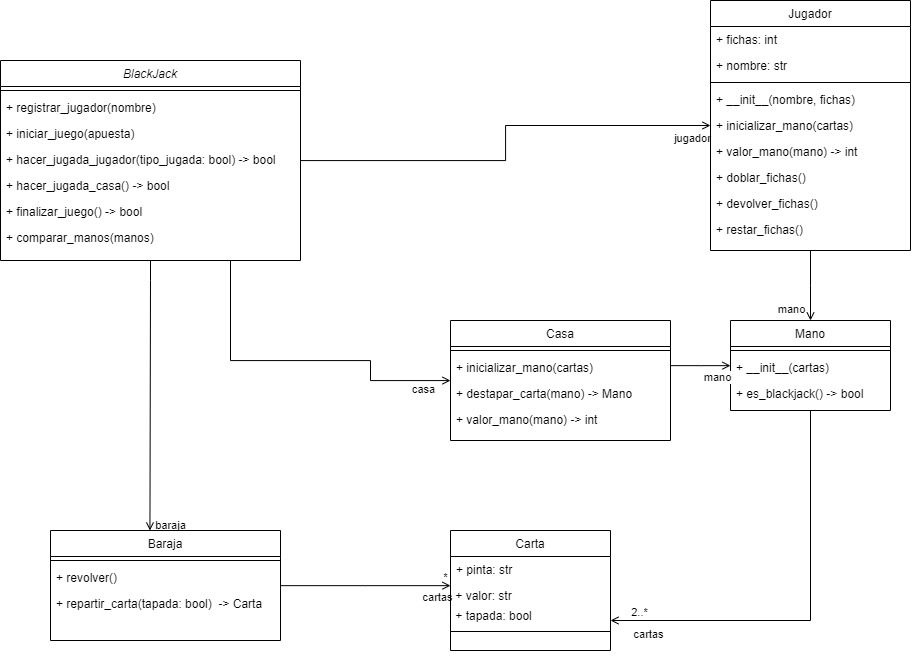 Jugador
+ fichas: int
+ nombre: str
+ __init__(nombre, fichas)
+ inicializar_mano(cartas)
+ valor_mano(mano) -> int
+ doblar_fichas()
+ devolver_fichas()
+ restar_fichas()
BlackJack
+ registrar_jugador(nombre)
+ iniciar_juego(apuesta)
+ hacer_jugada_jugador(tipo_jugada: bool) -> bool
+ hacer_jugada_casa() -> bool
+ finalizar_juego() -> bool
+ comparar_manos(manos)
jugador
mano
casa
Casa
+ inicializar_mano(cartas)
+ destapar_carta(mano) -> Mano
+ valor_mano(mano) -> int
mano
Mano
+ __init__(cartas)
+ es_blackjack() -> bool
baraja
Baraja
+ revolver()
+ repartir_carta(tapada: bool) -> Carta
*
cartas
Carta
+ pinta: str
+ valor: str
+ tapada: bool
2..*
cartas